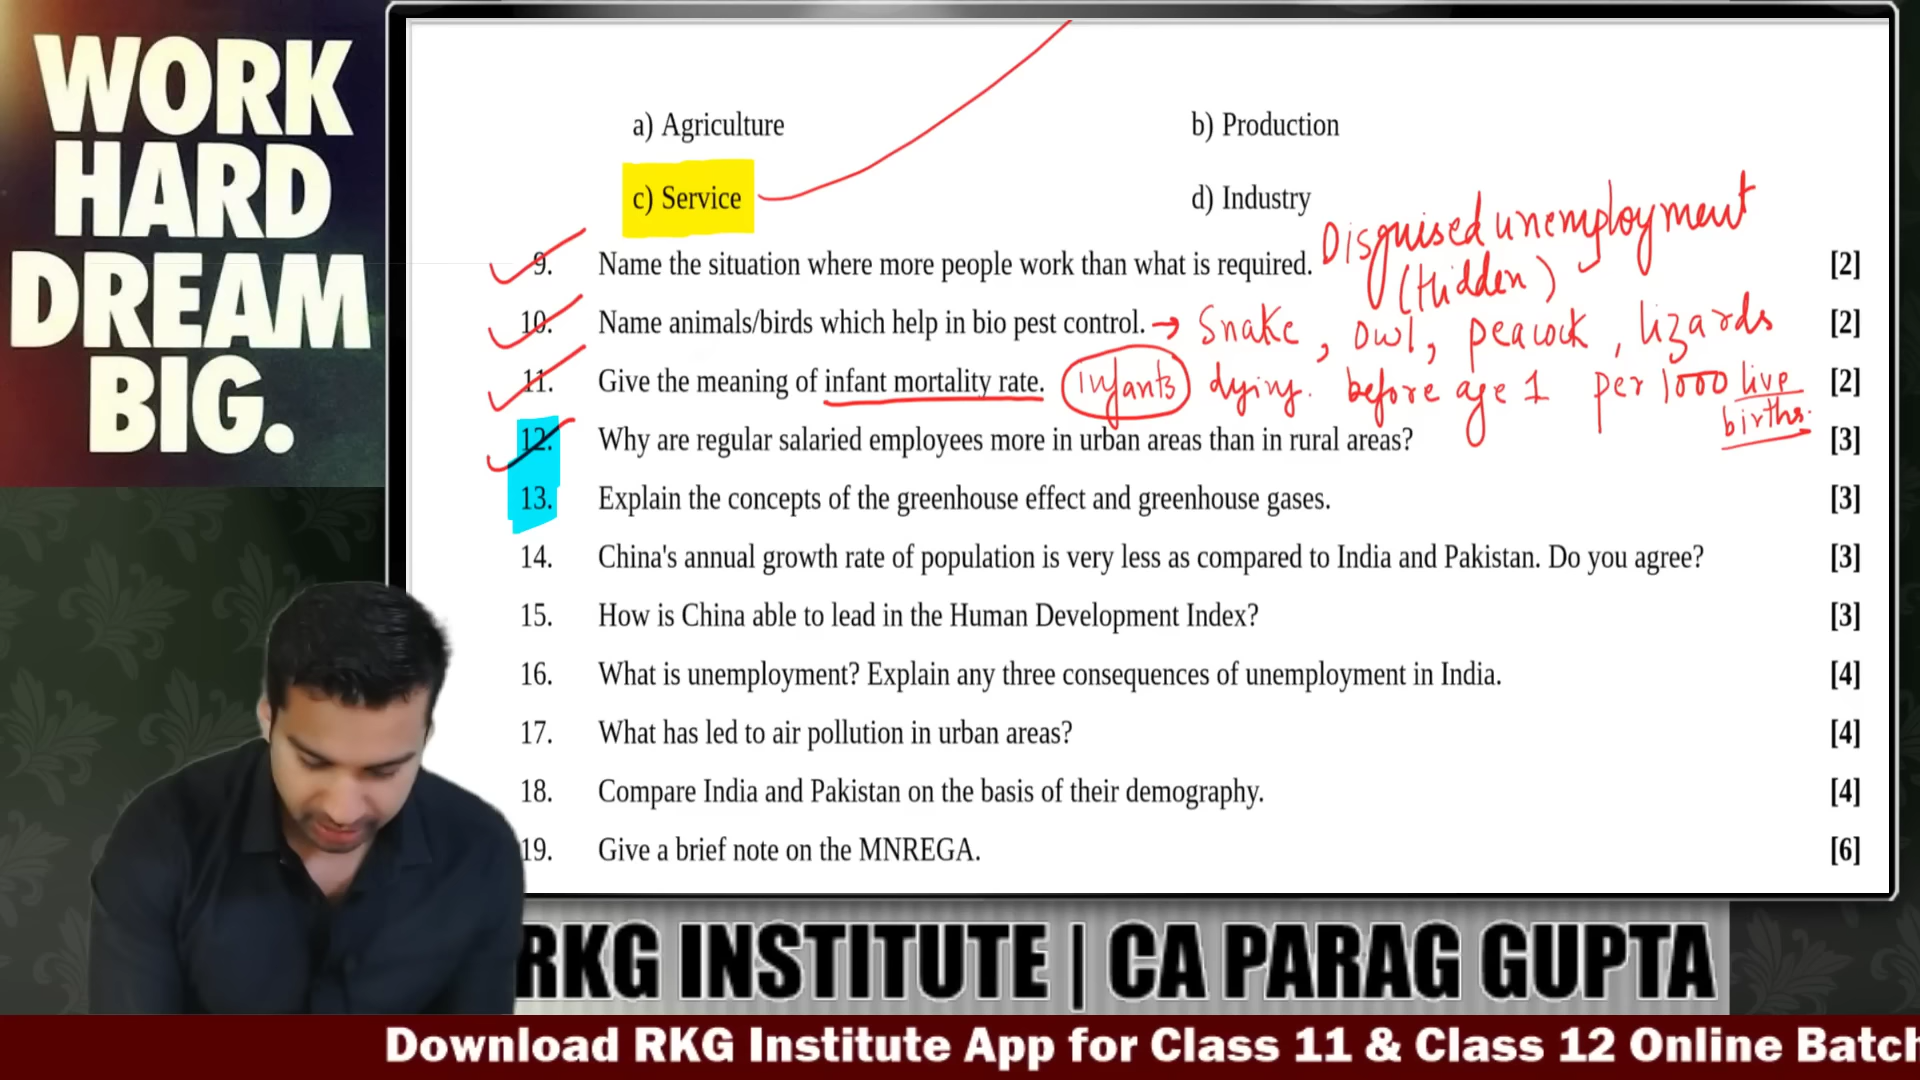 WORK
HARD
DREAM
BIG.
a) Agriculture
b) Production
c) Service
d) Industry
9. Name the situation where more people work than what is required. Disguised unemployment [2]
(Hidden)
10. Name animals/birds which help in bio pest control. → Snake, owl, peacock, lizards [2]
11. Give the meaning of infant mortality rate. infants dying. before age 1 per 1000 live [2]
births.
12. Why are regular salaried employees more in urban areas than in rural areas? [3]
13. Explain the concepts of the greenhouse effect and greenhouse gases. [3]
14. China's annual growth rate of population is very less as compared to India and Pakistan. Do you agree? [3]
15. How is China able to lead in the Human Development Index? [3]
16. What is unemployment? Explain any three consequences of unemployment in India. [4]
17. What has led to air pollution in urban areas? [4]
18. Compare India and Pakistan on the basis of their demography. [4]
19. Give a brief note on the MNREGA. [6]
RKG INSTITUTE | CA PARAG GUPTA
Download RKG Institute App for Class 11 & Class 12 Online Batch